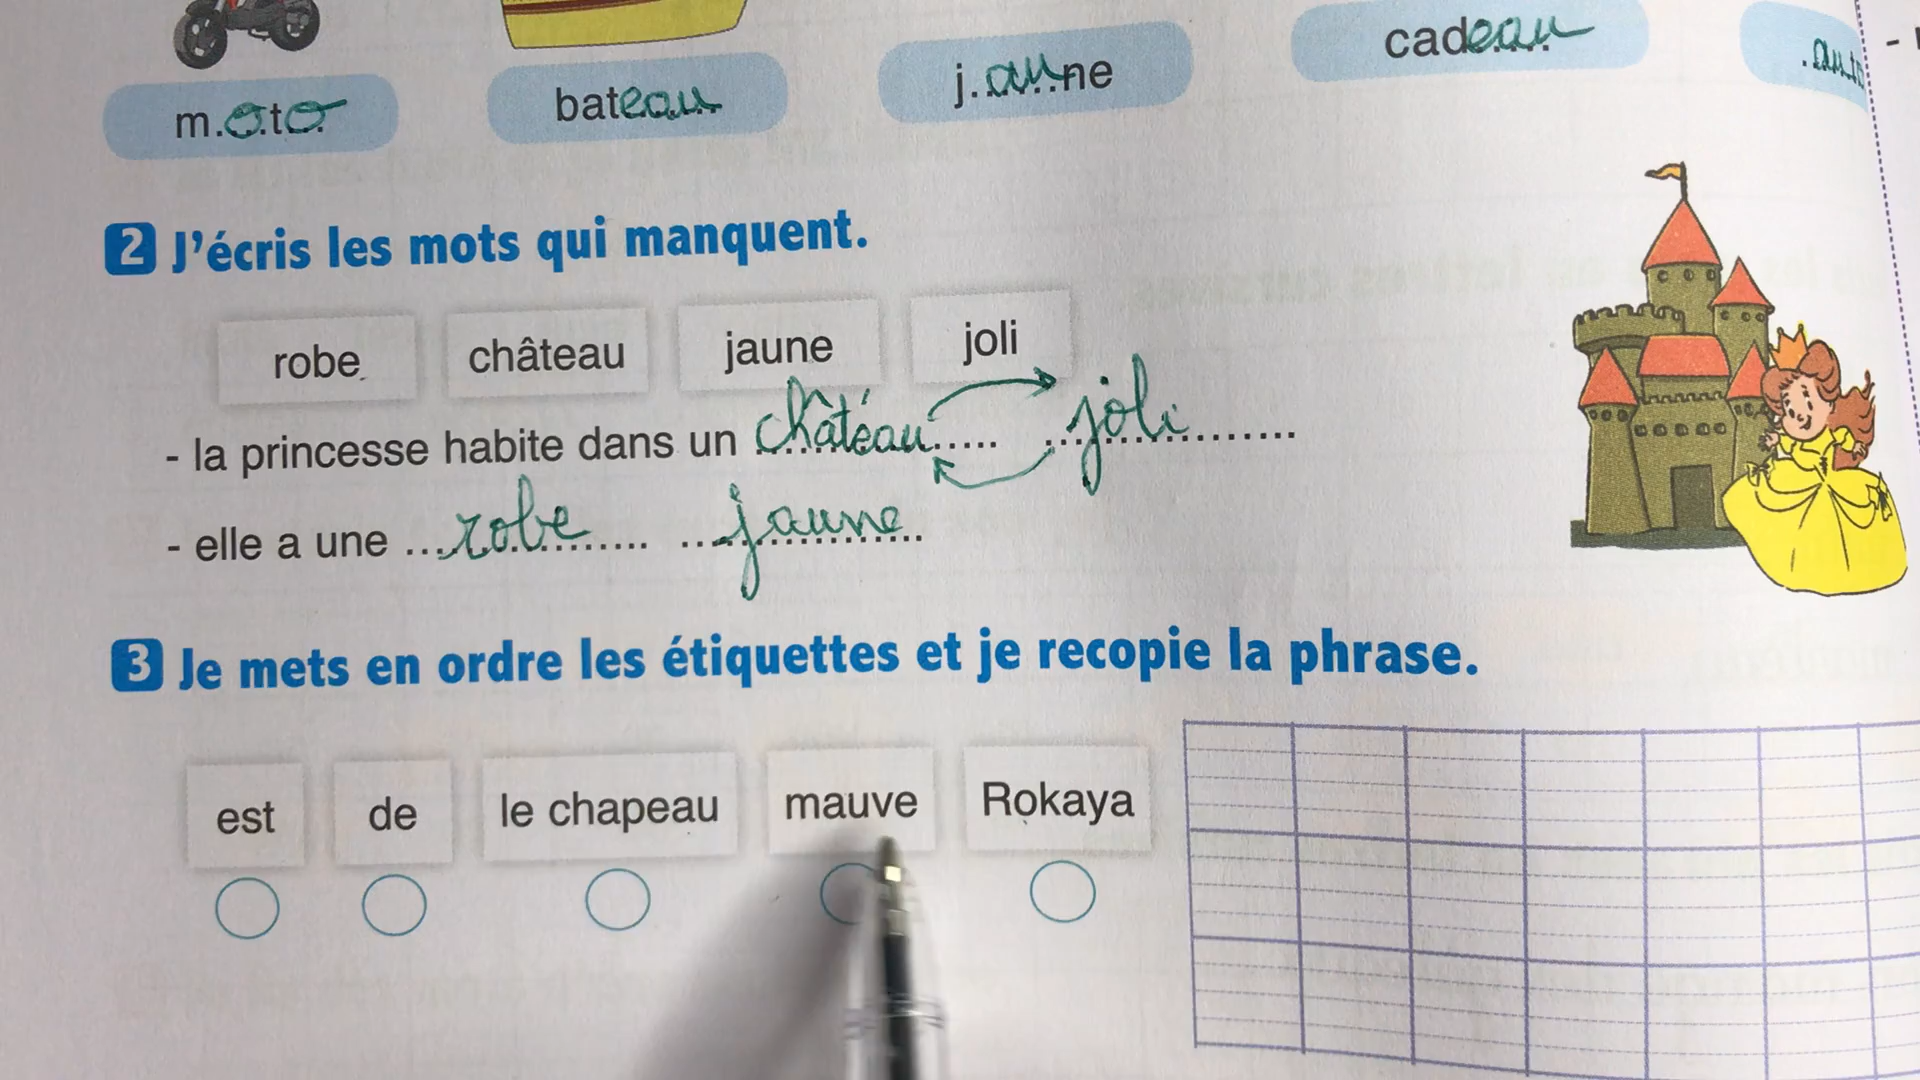 m.o.to
bateau
j.au.ne
cadeau
.auto
2 J'écris les mots qui manquent.
robe château jaune joli
- la princesse habite dans un château..... joli
- elle a une ... robe ... jaune
3 Je mets en ordre les étiquettes et je recopie la phrase.
est de le chapeau mauve Rokaya